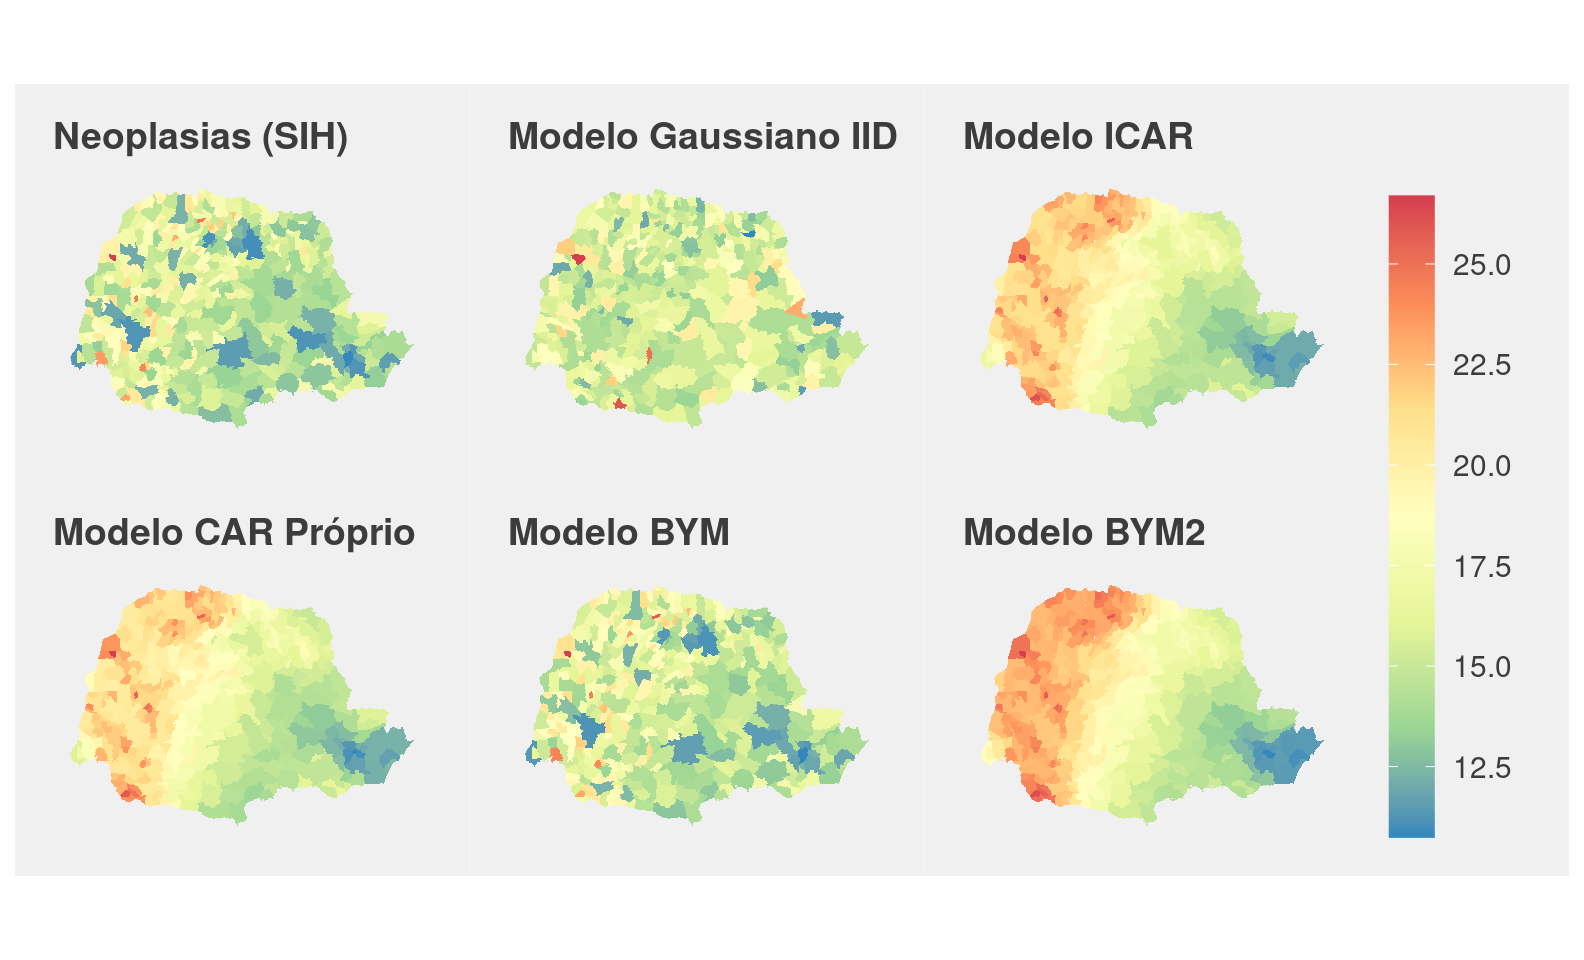 Neoplasias (SIH)
Modelo Gaussiano IID
Modelo ICAR
Modelo CAR Próprio
Modelo BYM
Modelo BYM2
25.0
22.5
20.0
17.5
15.0
12.5